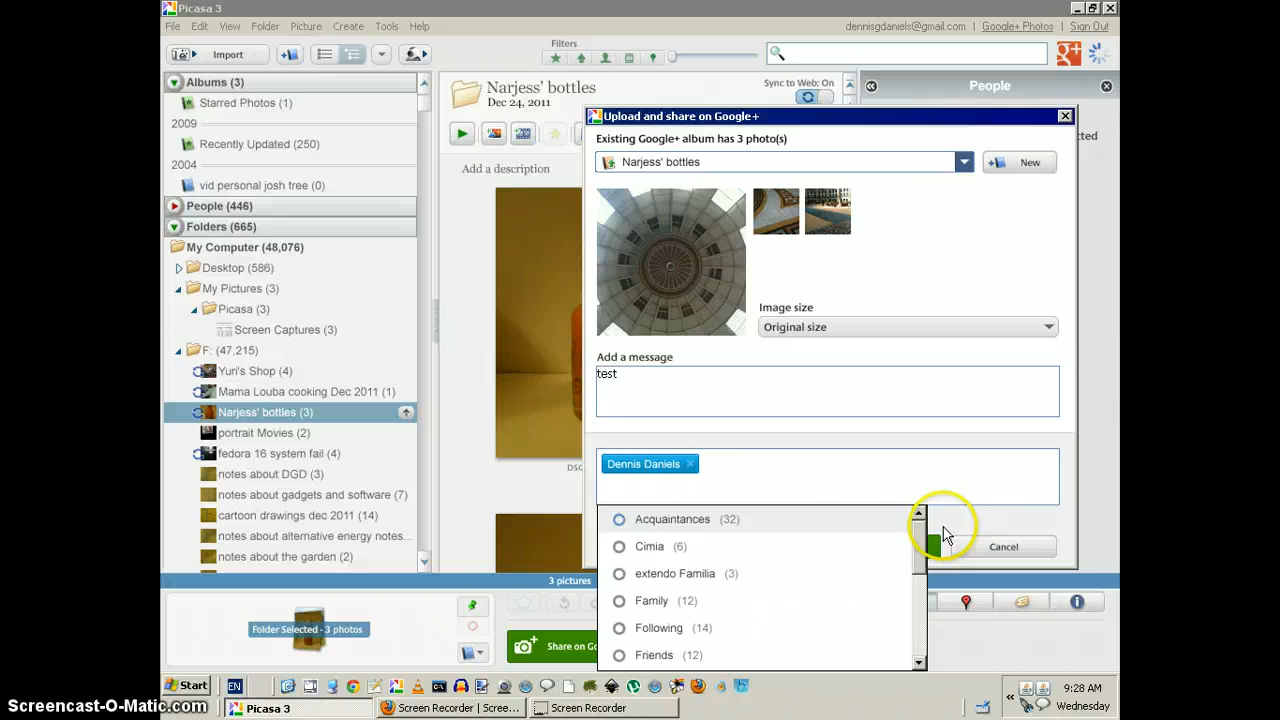 Picasa 3
File Edit View Folder Picture Create Tools Help
dennisgdaniels@gmail.com Google+ Photos Sign Out
Import
Filters
Albums (3)
Starred Photos (1)
2009
Recently Updated (250)
2004
vid personal josh tree (0)
People (446)
Folders (665)
My Computer (48,076)
Desktop (586)
My Pictures (3)
Picasa (3)
Screen Captures (3)
F: (47,215)
Yuri's Shop (4)
Mama Louba cooking Dec 2011 (1)
Narjess' bottles (3)
portrait Movies (2)
fedora 16 system fail (4)
notes about DGD (3)
notes about gadgets and software (7)
cartoon drawings dec 2011 (14)
notes about alternative energy notes...
notes about the garden (2)
Narjess' bottles
Dec 24, 2011
Sync to Web: On
Add a description
DSC
People
Upload and share on Google+
Existing Google+ album has 3 photo(s)
Narjess' bottles
New
Image size
Original size
Add a message
test
Dennis Daniels
Acquaintances (32)
Cimia (6)
extendo Familia (3)
Family (12)
Following (14)
Friends (12)
Cancel
3 pictures
Folder Selected - 3 photos
Share on Go
Start EN 9:28 AM
Picasa 3 Screen Recorder | Scree... Screen Recorder Wednesday
Screencast-O-Matic.com